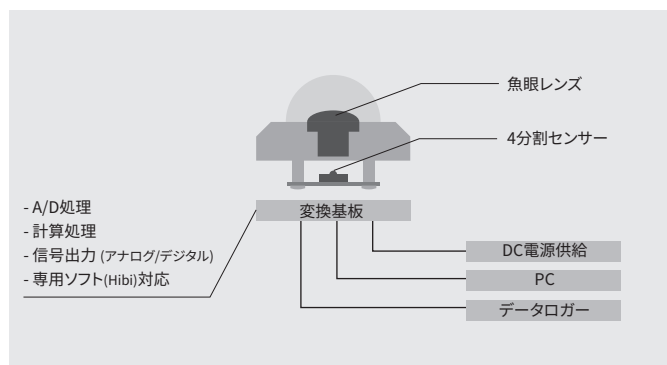 魚眼レンズ
4分割センサー
- A/D処理
- 計算処理
- 信号出力 (アナログ/デジタル)
- 専用ソフト(Hibi)対応
変換基板
DC電源供給
PC
データロガー